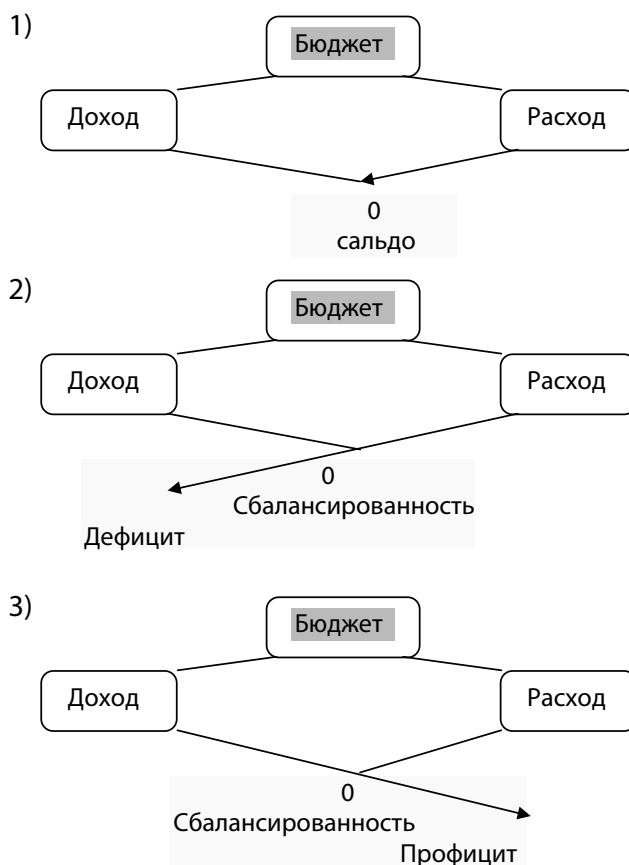 1)
Бюджет
Доход
Расход
0
сальдо
2)
Бюджет
Доход
Расход
0
Сбалансированность
Дефицит
3)
Бюджет
Доход
Расход
0
Сбалансированность
Профицит